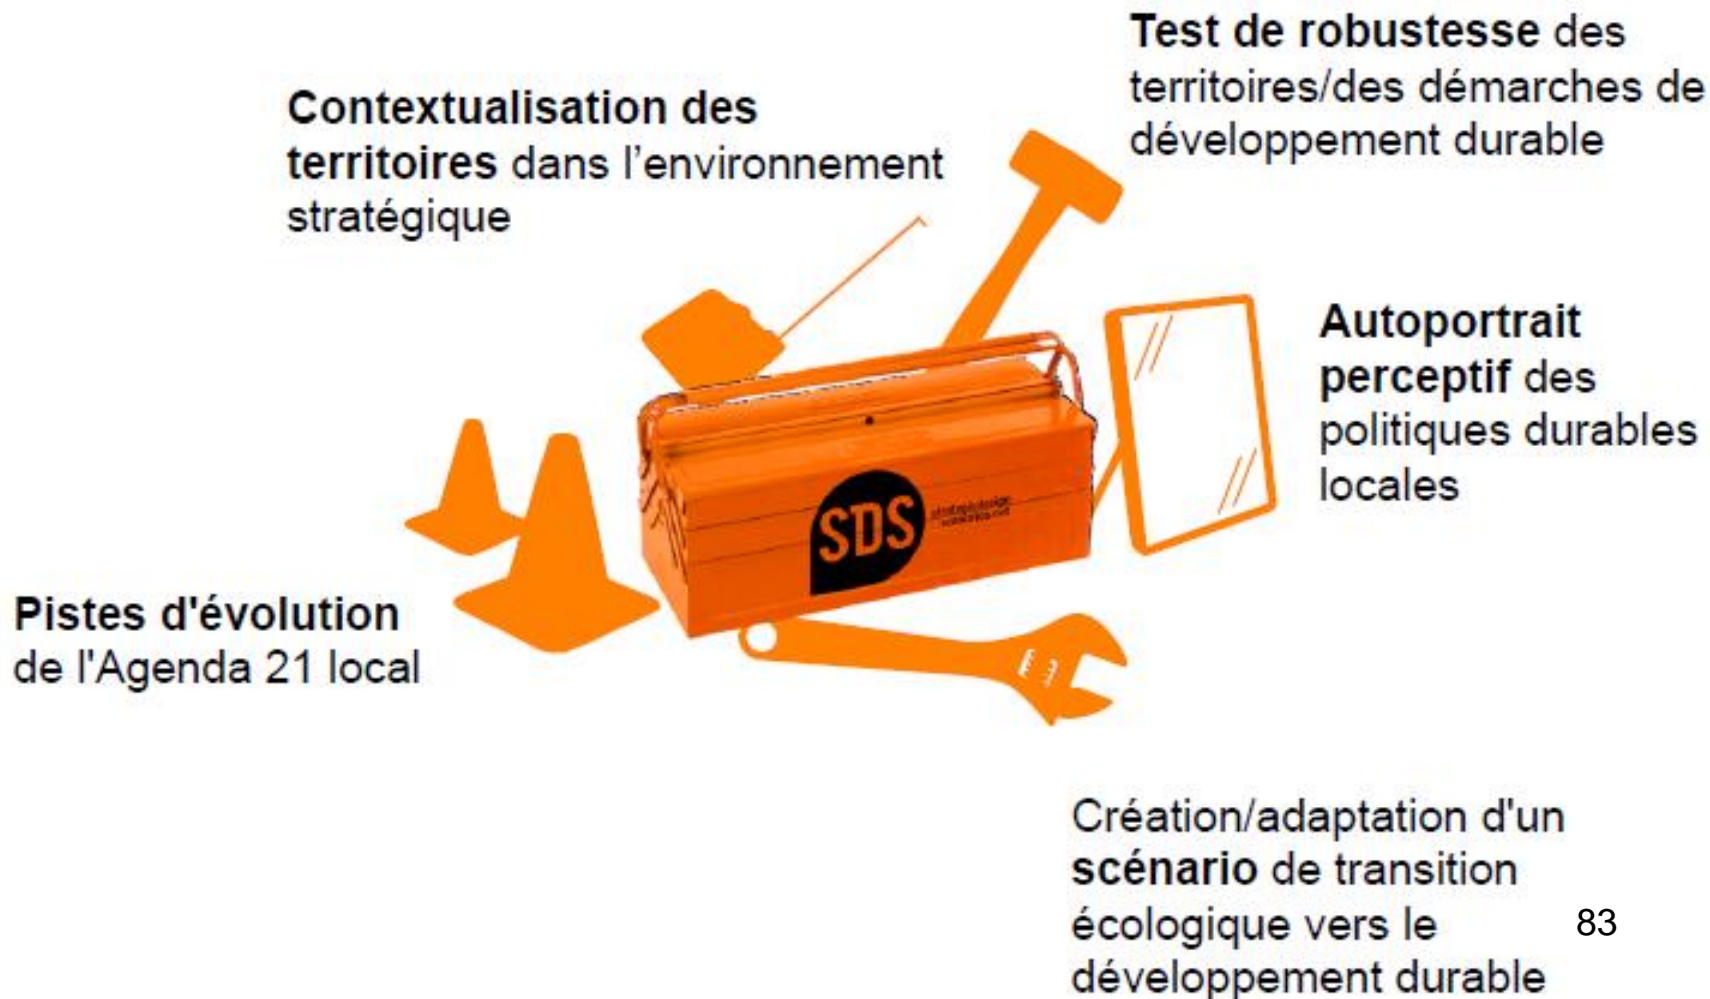 Test de robustesse des
territoires/des démarches de
développement durable
Contextualisation des
territoires dans l’environnement
stratégique
Autoportrait
perceptif des
politiques durables
locales
SDS
Pistes d'évolution
de l'Agenda 21 local
Création/adaptation d'un
scénario de transition
écologique vers le
développement durable
83